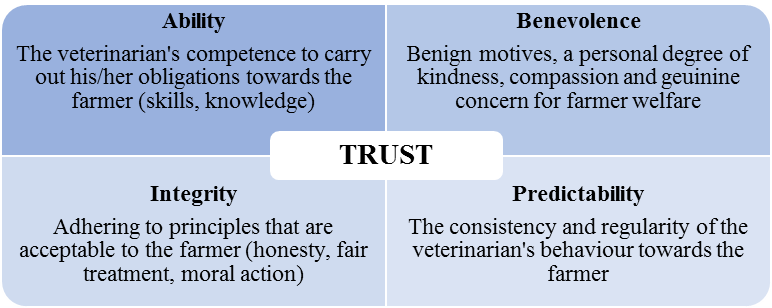 Ability
The veterinarian's competence to carry
out his/her obligations towards the
farmer (skills, knowledge)
Benevolence
Benign motives, a personal degree of
kindness, compassion and geuinine
concern for farmer welfare
TRUST
Integrity
Adhering to principles that are
acceptable to the farmer (honesty, fair
treatment, moral action)
Predictability
The consistency and regularity of the
veterinarian's behaviour towards the
farmer